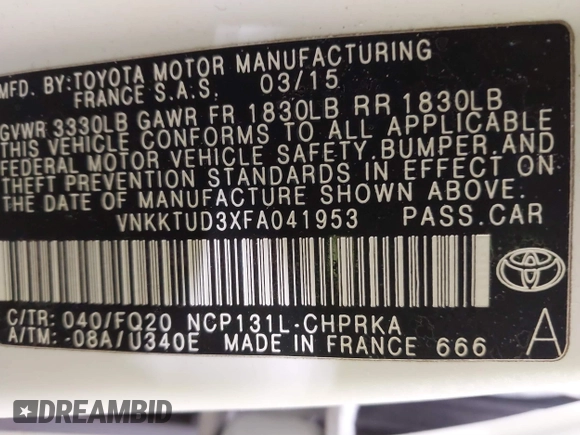 MFD. BY: TOYOTA MOTOR MANUFACTURING
FRANCE S.A.S. 03/15
GVWR 3330LB GAWR FR 1830LB RR 1830LB
THIS VEHICLE CONFORMS TO ALL APPLICABLE
FEDERAL MOTOR VEHICLE SAFETY, BUMPER, AND
THEFT PREVENTION STANDARDS IN EFFECT ON
THE DATE OF MANUFACTURE SHOWN ABOVE.
VNKKTUD3XFA041953 PASS.CAR
C/TR: 040/FQ20 NCP131L-CHPRKA
A/TM: -08A/U340E MADE IN FRANCE 666 A
DREAMBID